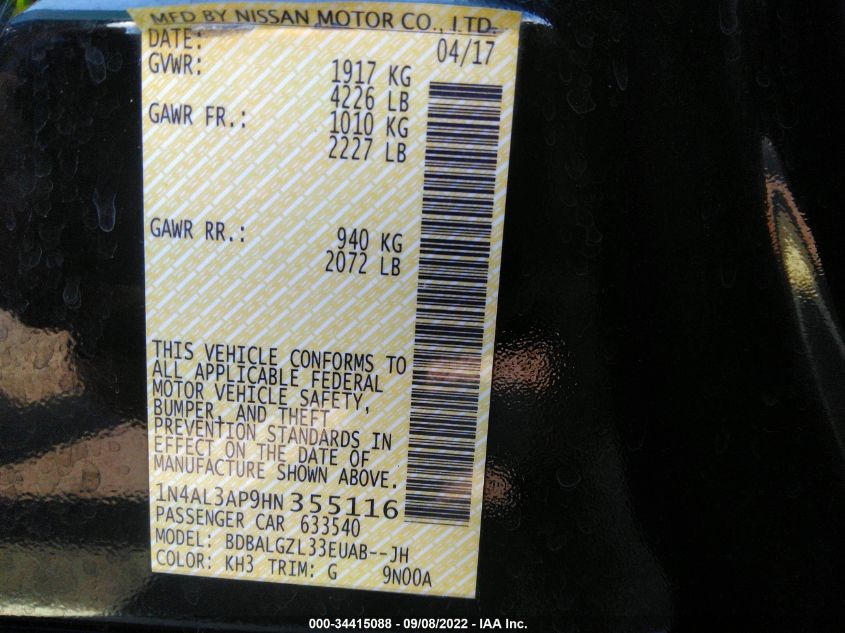 MFD BY NISSAN MOTOR CO., LTD.
DATE: 04/17
GVWR: 1917 KG
4226 LB
GAWR FR.: 1010 KG
2227 LB
GAWR RR.: 940 KG
2072 LB
THIS VEHICLE CONFORMS TO
ALL APPLICABLE FEDERAL
MOTOR VEHICLE SAFETY,
BUMPER, AND THEFT
PREVENTION STANDARDS IN
EFFECT ON THE DATE OF
MANUFACTURE SHOWN ABOVE.
1N4AL3AP9HN 355116
PASSENGER CAR 633540
MODEL: BDBALGZL33EUAB--JH
COLOR: KH3 TRIM: G 9N00A
000-34415088 - 09/08/2022 - IAA Inc.